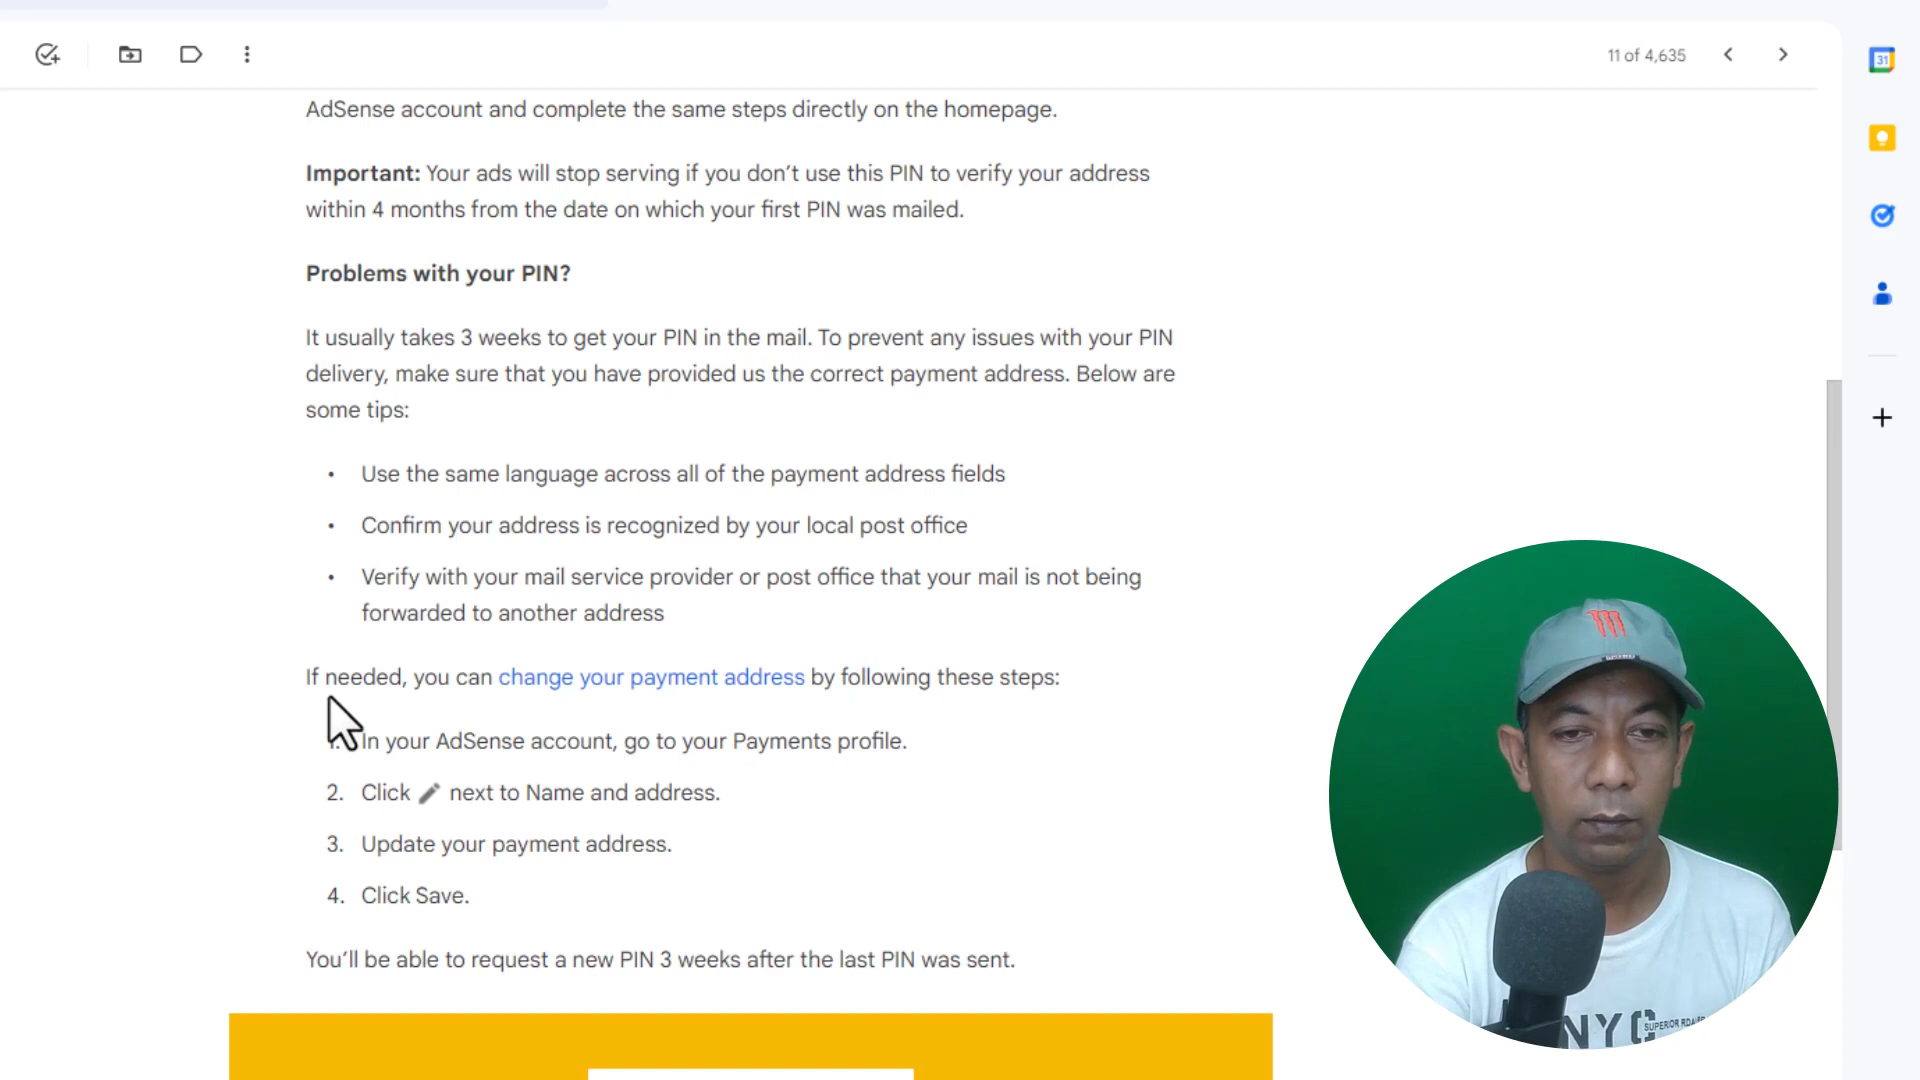 11 of 4,635
31
AdSense account and complete the same steps directly on the homepage.
Important: Your ads will stop serving if you don’t use this PIN to verify your address
within 4 months from the date on which your first PIN was mailed.
Problems with your PIN?
It usually takes 3 weeks to get your PIN in the mail. To prevent any issues with your PIN
delivery, make sure that you have provided us the correct payment address. Below are
some tips:
• Use the same language across all of the payment address fields
• Confirm your address is recognized by your local post office
• Verify with your mail service provider or post office that your mail is not being
forwarded to another address
If needed, you can change your payment address by following these steps:
In your AdSense account, go to your Payments profile.
2. Click next to Name and address.
3. Update your payment address.
4. Click Save.
You’ll be able to request a new PIN 3 weeks after the last PIN was sent.
NYC
SUPERIOR